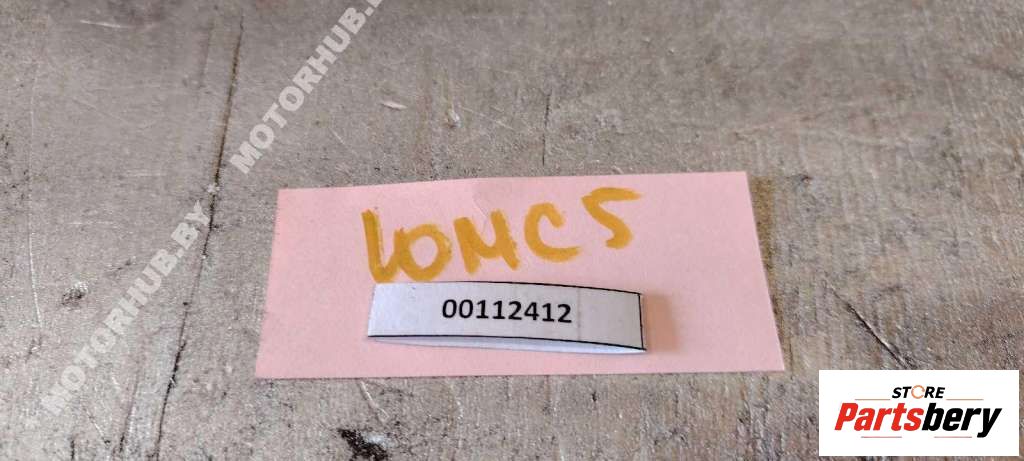 MOTORHUB.BY
MOTORHUB.BY
10MC5
00112412
STORE
Partsbery